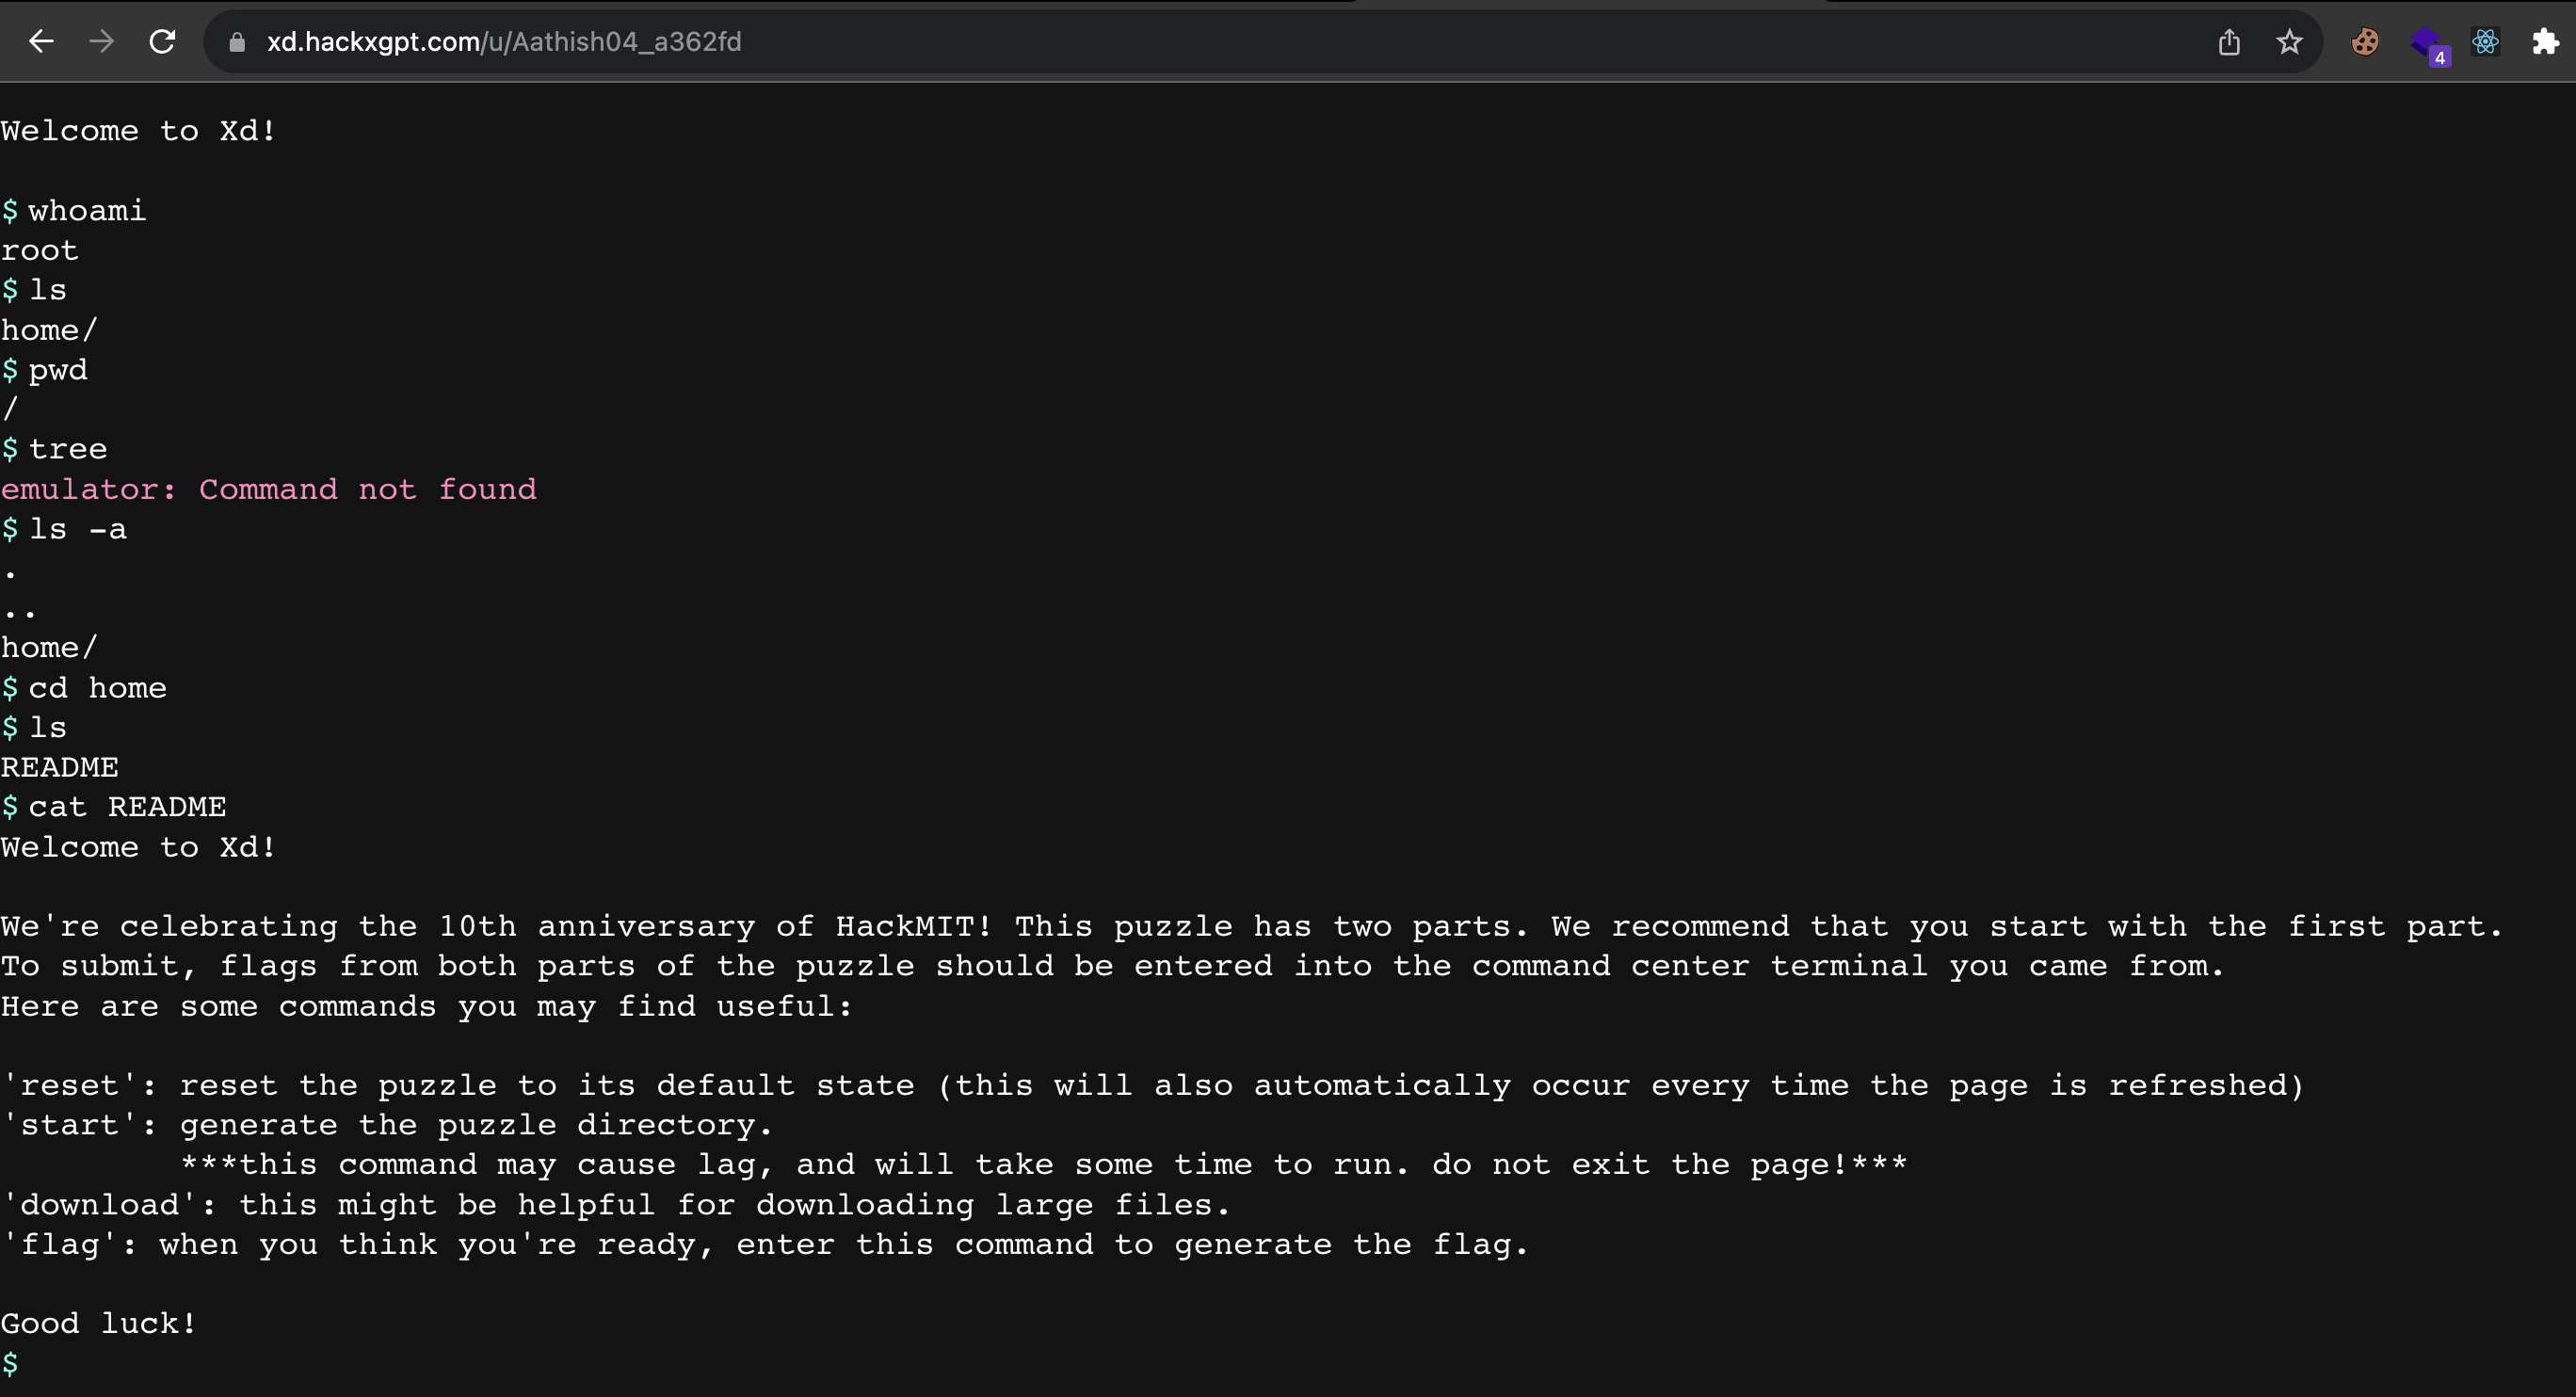 xd.hackxgpt.com/u/Aathish04_a362fd
4
Welcome to Xd!
$ whoami
root
$ ls
home/
$ pwd
/
$ tree
emulator: Command not found
$ ls -a
.
..
home/
$ cd home
$ ls
README
$ cat README
Welcome to Xd!
We're celebrating the 10th anniversary of HackMIT! This puzzle has two parts. We recommend that you start with the first part.
To submit, flags from both parts of the puzzle should be entered into the command center terminal you came from.
Here are some commands you may find useful:
'reset': reset the puzzle to its default state (this will also automatically occur every time the page is refreshed)
'start': generate the puzzle directory.
***this command may cause lag, and will take some time to run. do not exit the page!***
'download': this might be helpful for downloading large files.
'flag': when you think you're ready, enter this command to generate the flag.
Good luck!
$